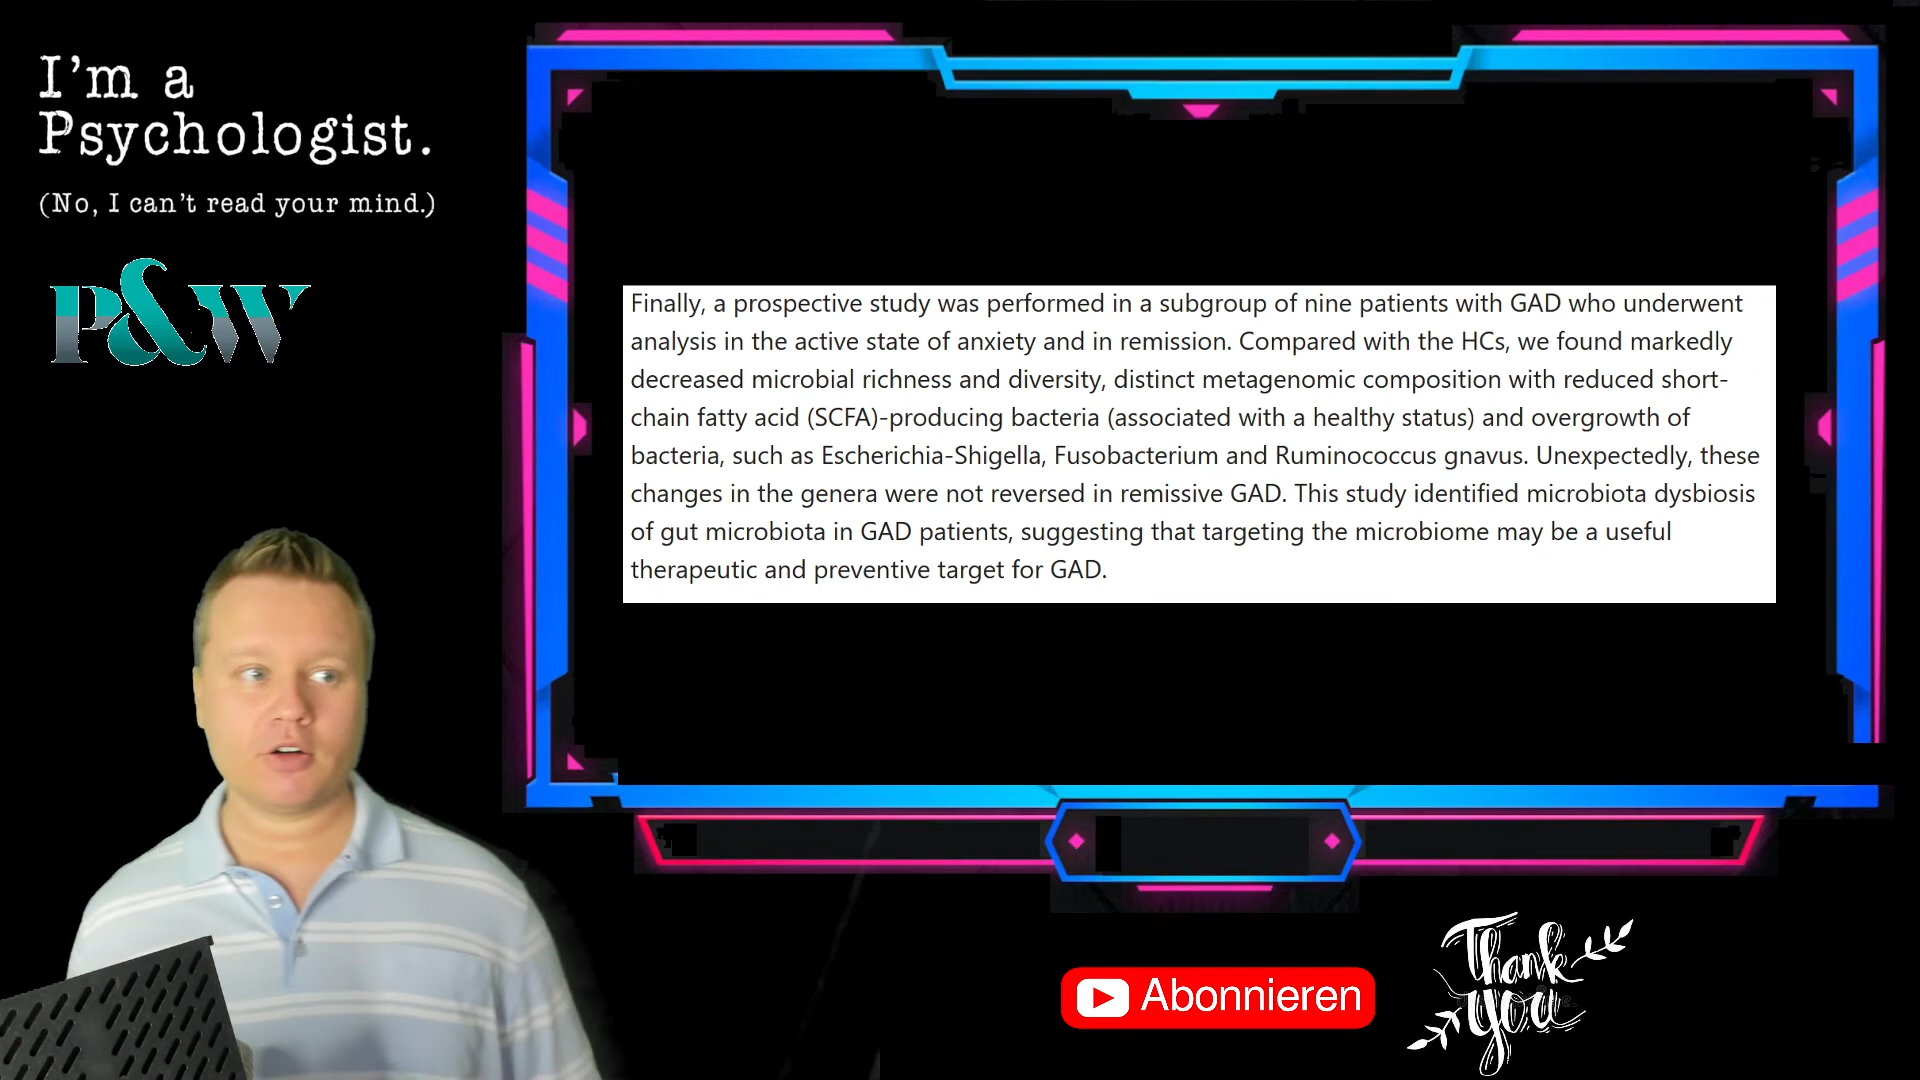 I'm a
Psychologist.
(No, I can't read your mind.)
P&W
Finally, a prospective study was performed in a subgroup of nine patients with GAD who underwent
analysis in the active state of anxiety and in remission. Compared with the HCs, we found markedly
decreased microbial richness and diversity, distinct metagenomic composition with reduced short-
chain fatty acid (SCFA)-producing bacteria (associated with a healthy status) and overgrowth of
bacteria, such as Escherichia-Shigella, Fusobacterium and Ruminococcus gnavus. Unexpectedly, these
changes in the genera were not reversed in remissive GAD. This study identified microbiota dysbiosis
of gut microbiota in GAD patients, suggesting that targeting the microbiome may be a useful
therapeutic and preventive target for GAD.
Abonnieren
Thank
you